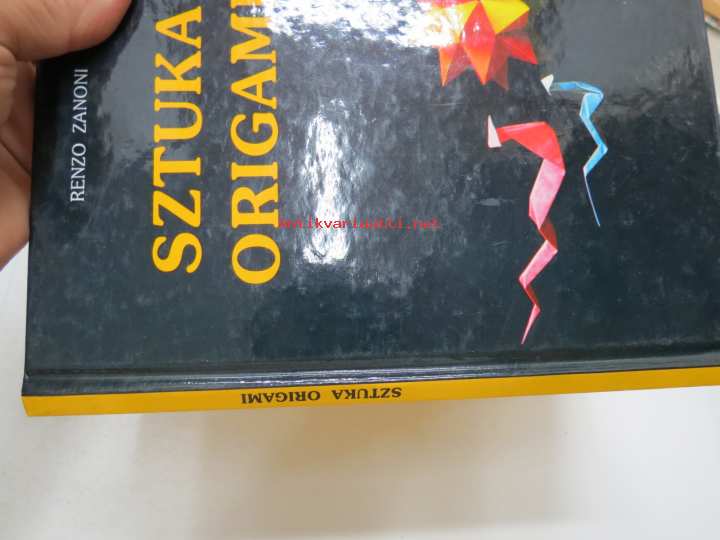 RENZO ZANONI
SZTUKA
ORIGAMI
antikvariaatti.net
SZTUKA ORIGAMI